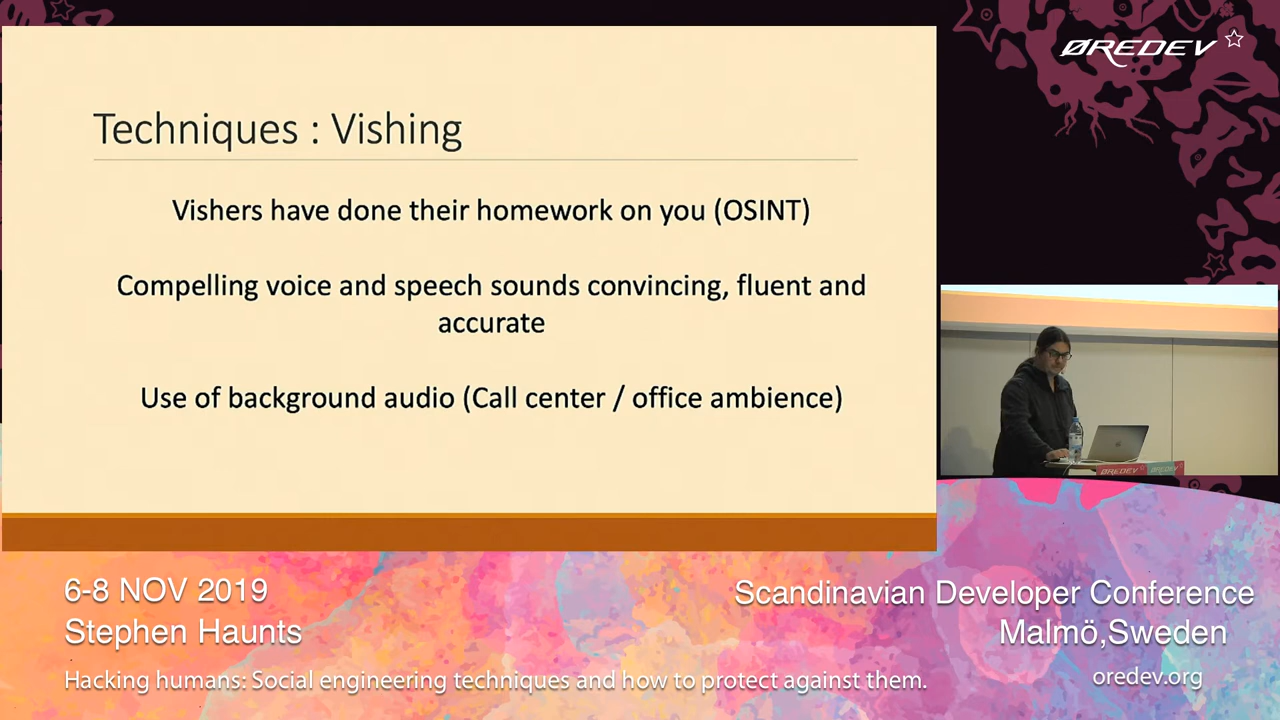 ØREDEV
Techniques : Vishing
Vishers have done their homework on you (OSINT)
Compelling voice and speech sounds convincing, fluent and
accurate
Use of background audio (Call center / office ambience)
ØREDEV
6-8 NOV 2019
Stephen Haunts
Hacking humans: Social engineering techniques and how to protect against them.
Scandinavian Developer Conference
Malmö,Sweden
oredev.org